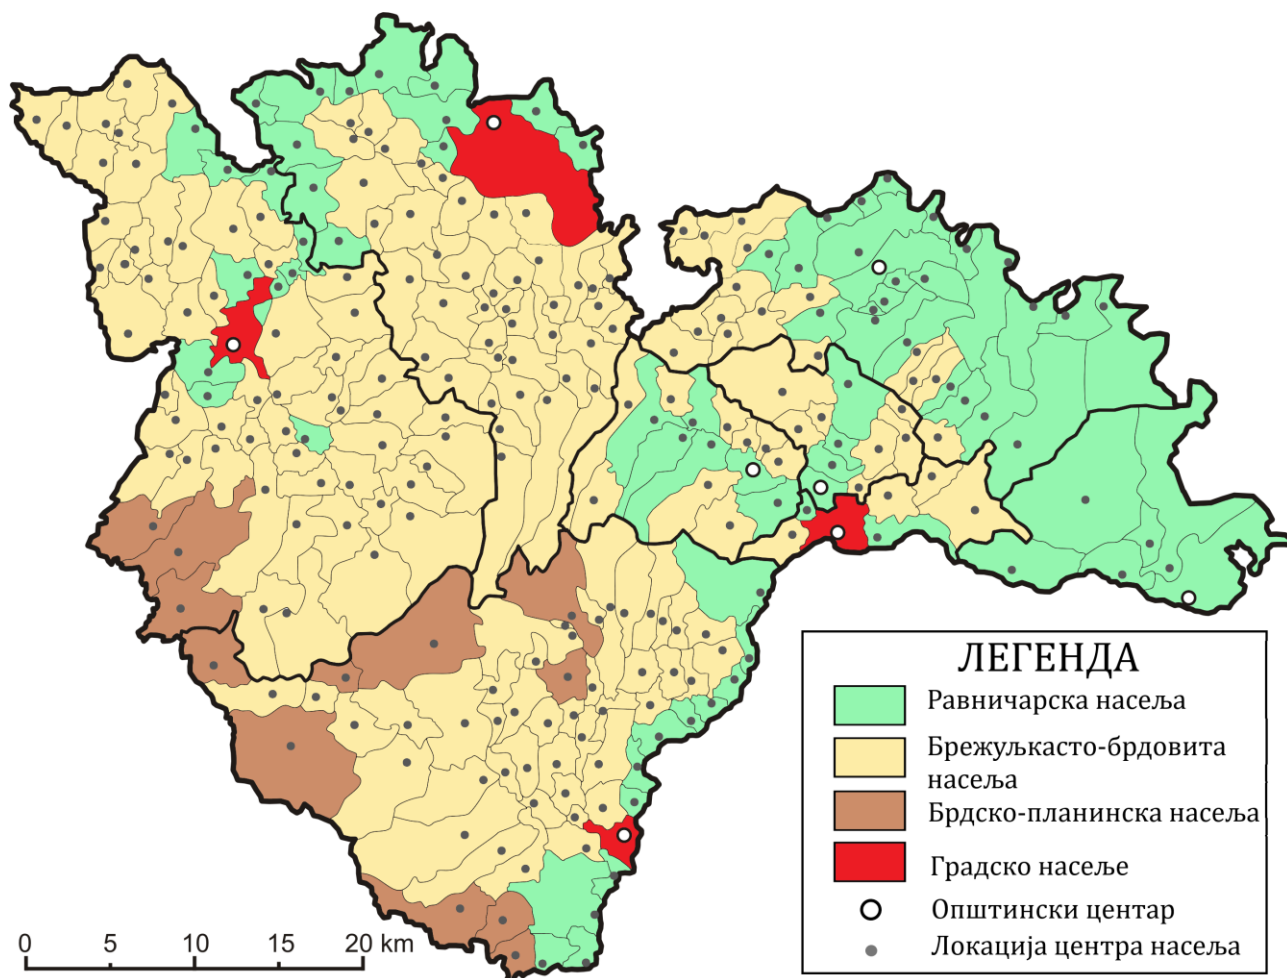 ЛЕГЕНДА
Равничарска насеља
Брежуљкасто-брдовита
насеља
Брдско-планинска насеља
Градско насеље
Општински центар
Локација центра насеља
0 5 10 15 20 km